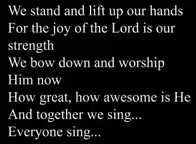 We stand and lift up our hands
For the joy of the Lord is our
strength
We bow down and worship
Him now
How great, how awesome is He
And together we sing...
Everyone sing...